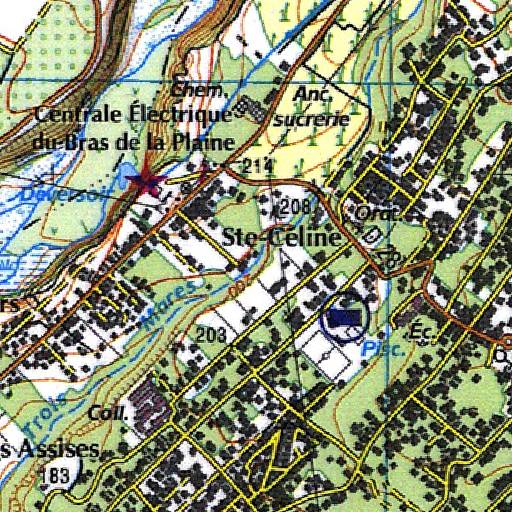 Chem.
Anc.
sucrerie
Centrale Électrique
du Bras de la Plaine
214
Déversoir
208
Orat.
Ste-Céline
Mares
203
Éc.
Pisc.
Coll.
Trois
s Assises
183